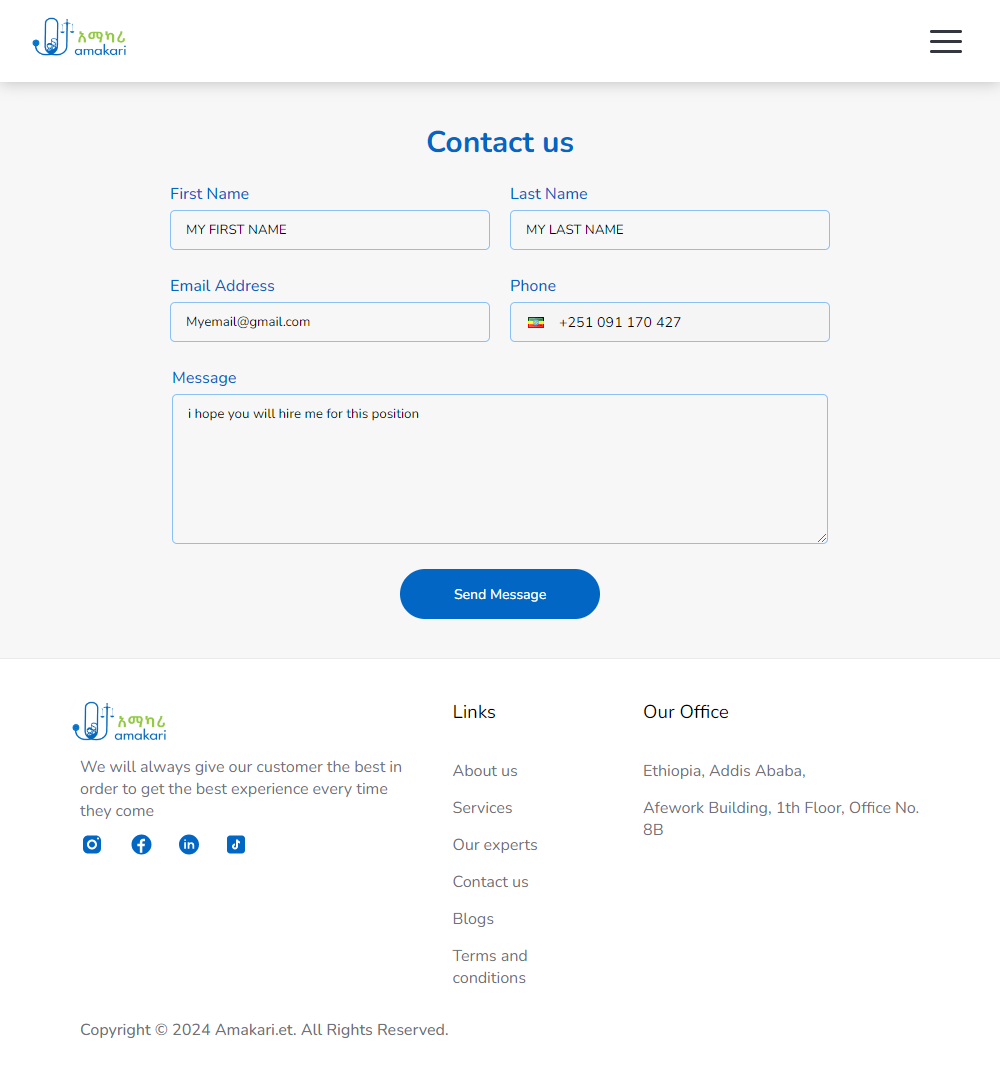 አማካሪ
amakari
Contact us
First Name
Last Name
MY FIRST NAME
MY LAST NAME
Email Address
Phone
Myemail@gmail.com
+251 091 170 427
Message
i hope you will hire me for this position
Send Message
አማካሪ
amakari
We will always give our customer the best in
order to get the best experience every time
they come
Links
About us
Services
Our experts
Contact us
Blogs
Terms and
conditions
Our Office
Ethiopia, Addis Ababa,
Afework Building, 1th Floor, Office No.
8B
Copyright © 2024 Amakari.et. All Rights Reserved.